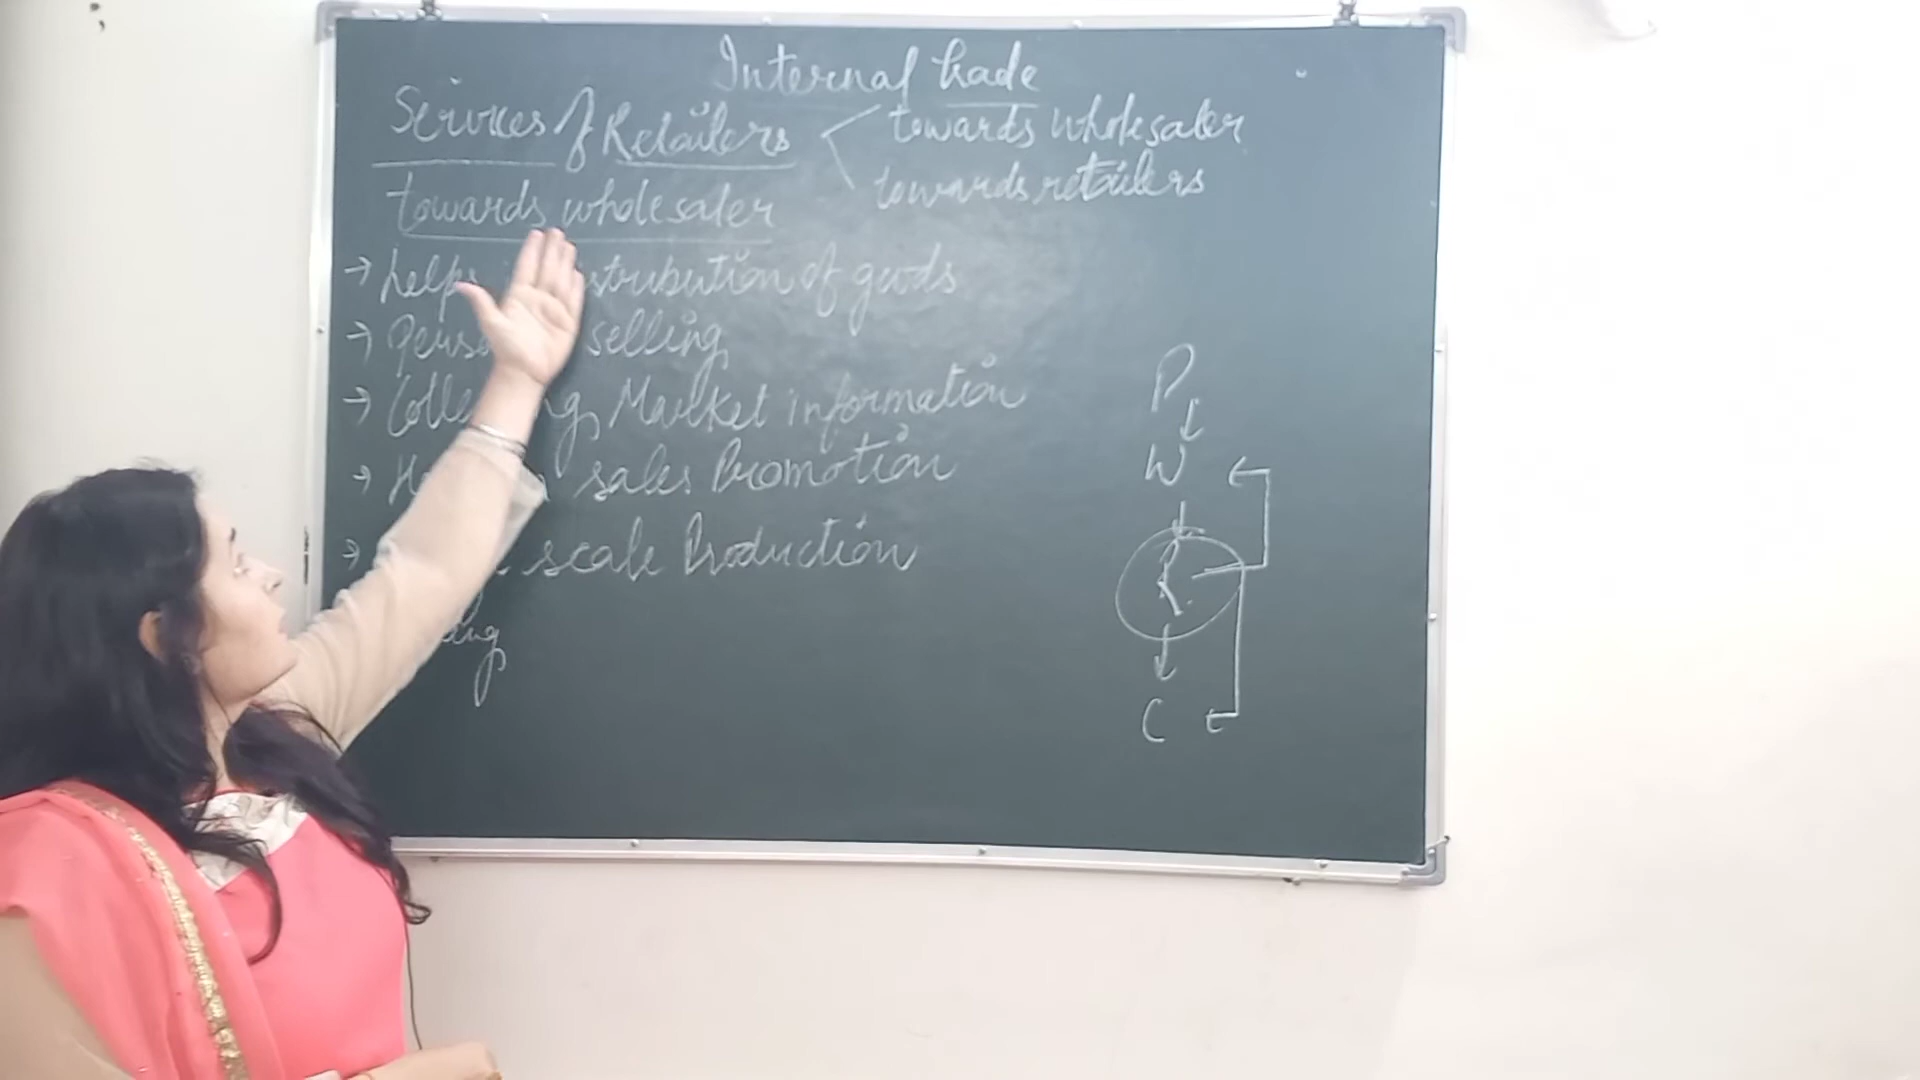 Internal trade
Services of Retailers
towards wholesaler
towards retailers
towards wholesaler
→ helps distribution of goods
→ selling
→ Market information
→ sales Promotion
→ scale Production
P
↓
W
↓
R
↓
C